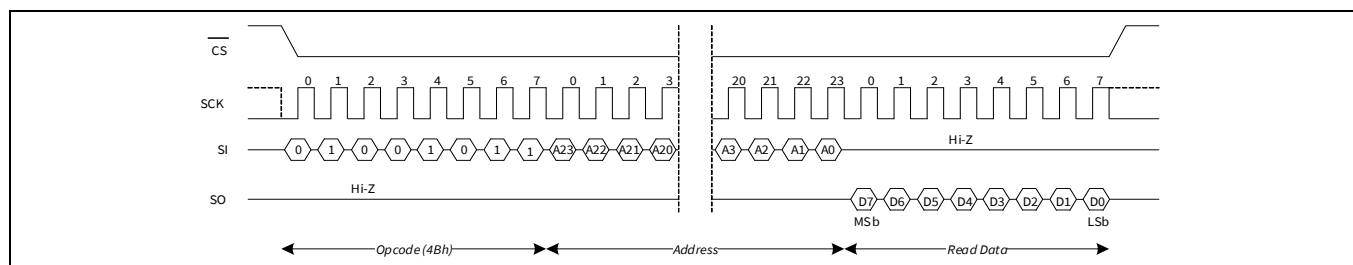 CS
0 1 2 3 4 5 6 7 0 1 2 3 20 21 22 23 0 1 2 3 4 5 6 7
SCK
SI 0 1 0 0 1 0 1 1 A23 A22 A21 A20 A3 A2 A1 A0 Hi-Z
Hi-Z
SO D7 D6 D5 D4 D3 D2 D1 D0
MSb LSb
Opcode (4Bh) Address Read Data